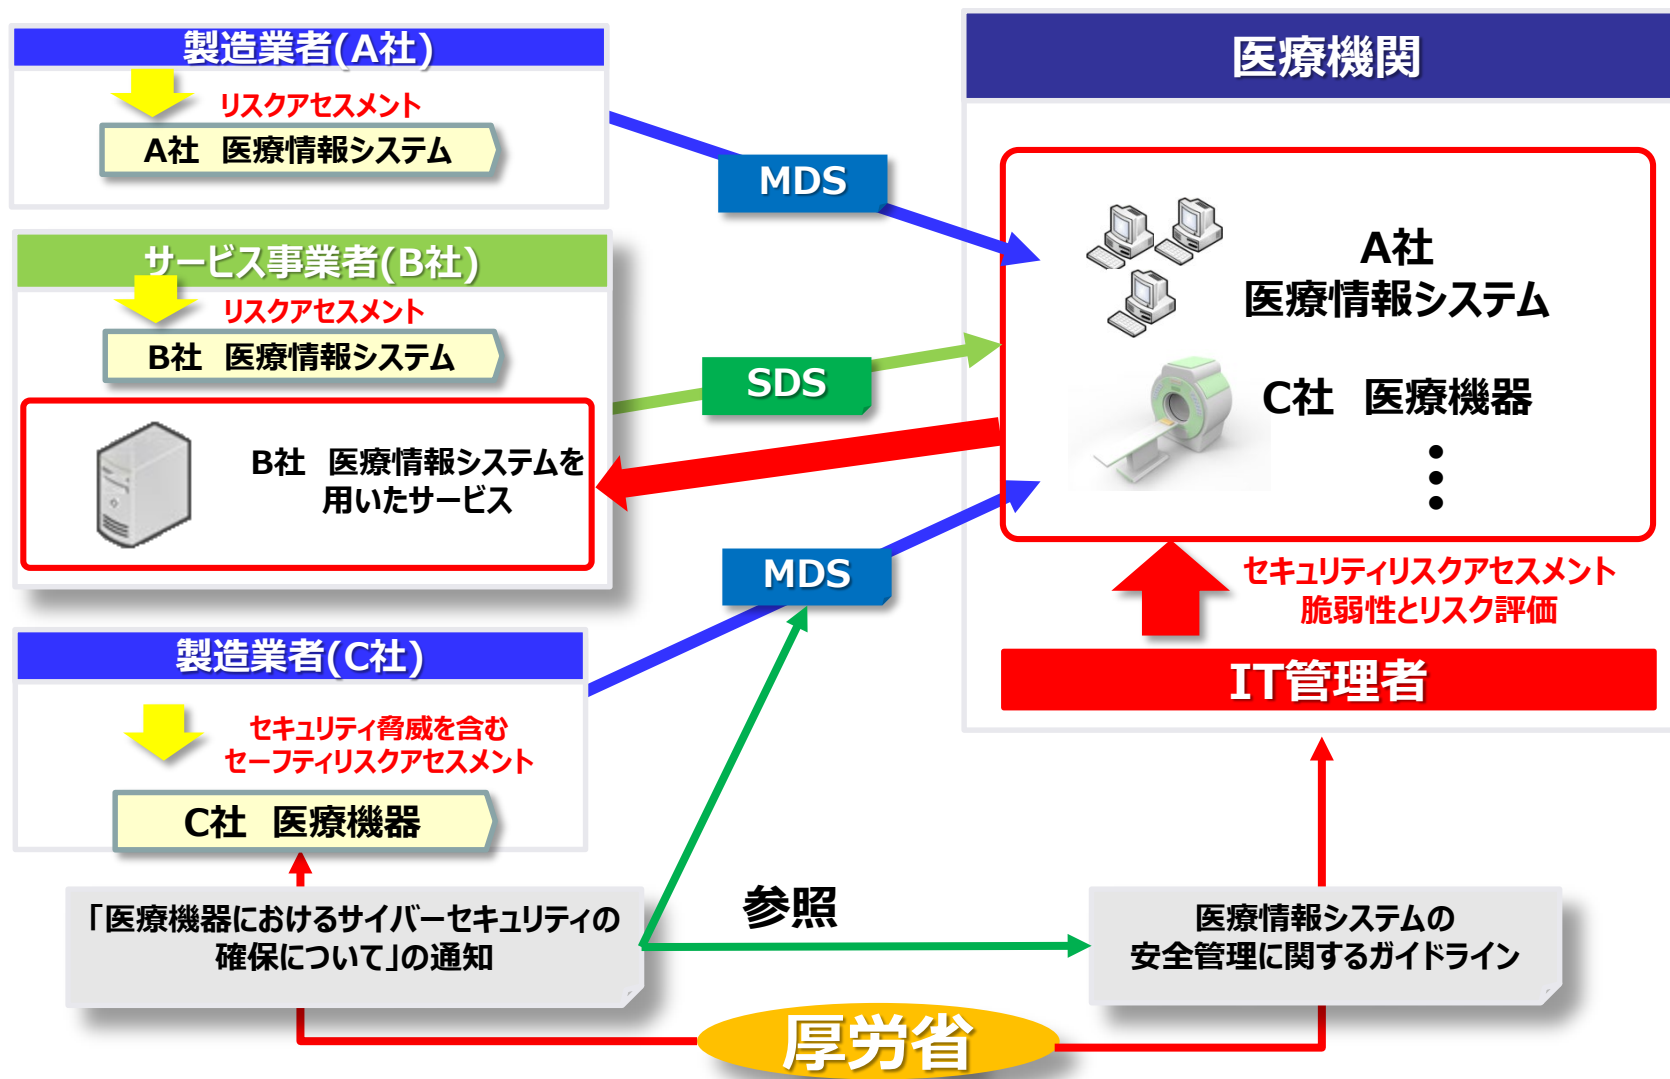 製造業者(A社)
リスクアセスメント
A社 医療情報システム
MDS
サービス事業者(B社)
リスクアセスメント
B社 医療情報システム
SDS
B社 医療情報システムを
用いたサービス
MDS
製造業者(C社)
セキュリティ脅威を含む
セーフティリスクアセスメント
C社 医療機器
医療機関
A社
医療情報システム
C社 医療機器
セキュリティリスクアセスメント
脆弱性とリスク評価
IT管理者
「医療機器におけるサイバーセキュリティの
確保について」の通知
参照
医療情報システムの
安全管理に関するガイドライン
厚労省